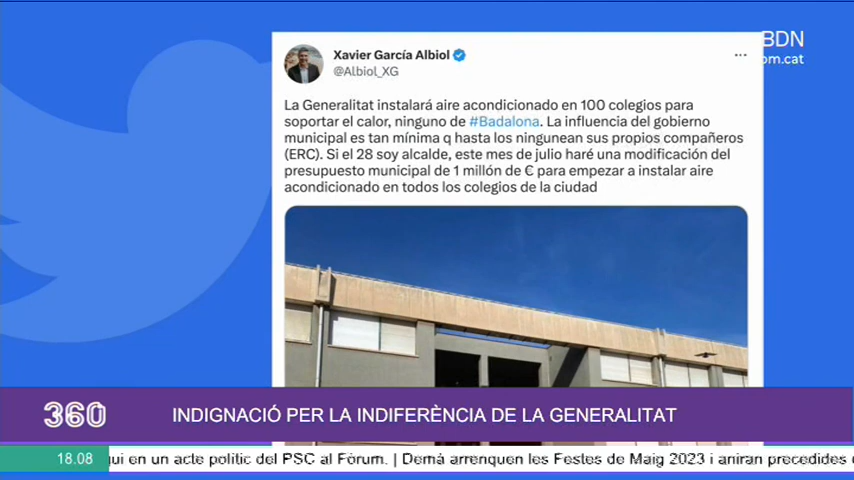 Xavier García Albiol
@Albiol_XG
BDN
om.cat
La Generalitat instalará aire acondicionado en 100 colegios para
soportar el calor, ninguno de #Badalona. La influencia del gobierno
municipal es tan mínima q hasta los ningunean sus propios compañeros
(ERC). Si el 28 soy alcalde, este mes de julio haré una modificación del
presupuesto municipal de 1 millón de € para empezar a instalar aire
acondicionado en todos los colegios de la ciudad
360
INDIGNACIÓ PER LA INDIFERÈNCIA DE LA GENERALITAT
18.08
qui en un acte polític del PSC al Fòrum. | Demà arrenquen les Festes de Maig 2023 i aniran precedides